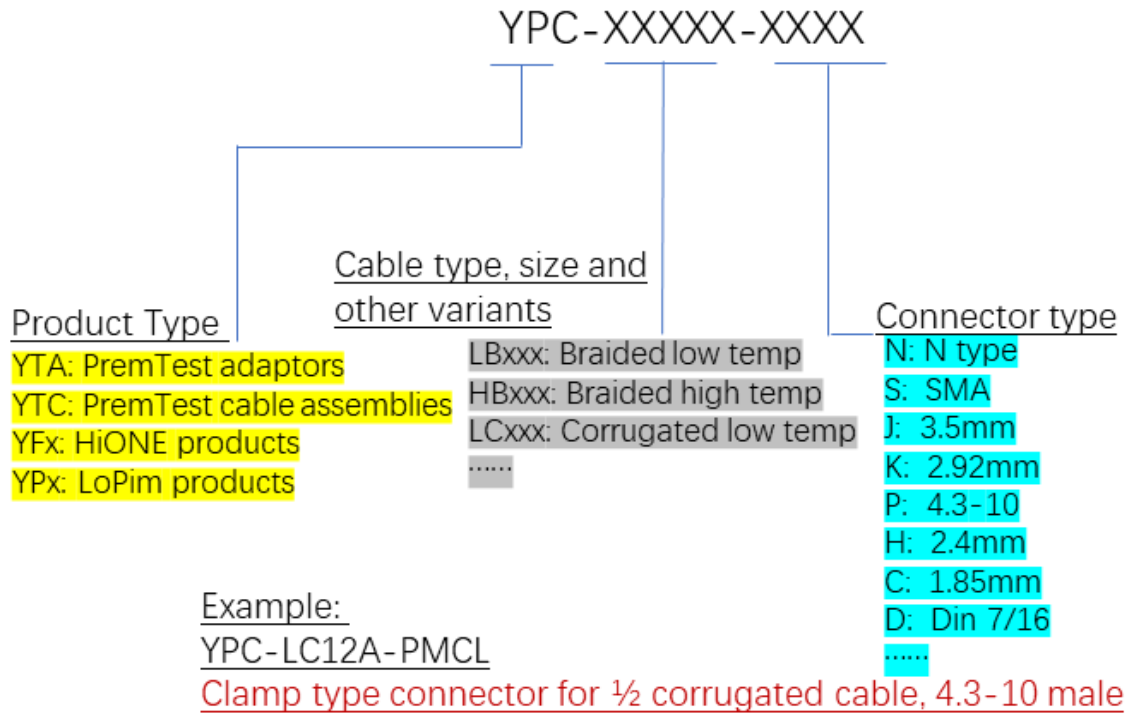 YPC-XXXXX-XXXX
Cable type, size and
other variants
Product Type
YTA: PremTest adaptors
YTC: PremTest cable assemblies
YFx: HiONE products
YPx: LoPim products
LBxxx: Braided low temp
HBxxx: Braided high temp
LCxxx: Corrugated low temp
......
Connector type
N: N type
S: SMA
J: 3.5mm
K: 2.92mm
P: 4.3-10
H: 2.4mm
C: 1.85mm
D: Din 7/16
......
Example:
YPC-LC12A-PMCL
Clamp type connector for ½ corrugated cable, 4.3-10 male